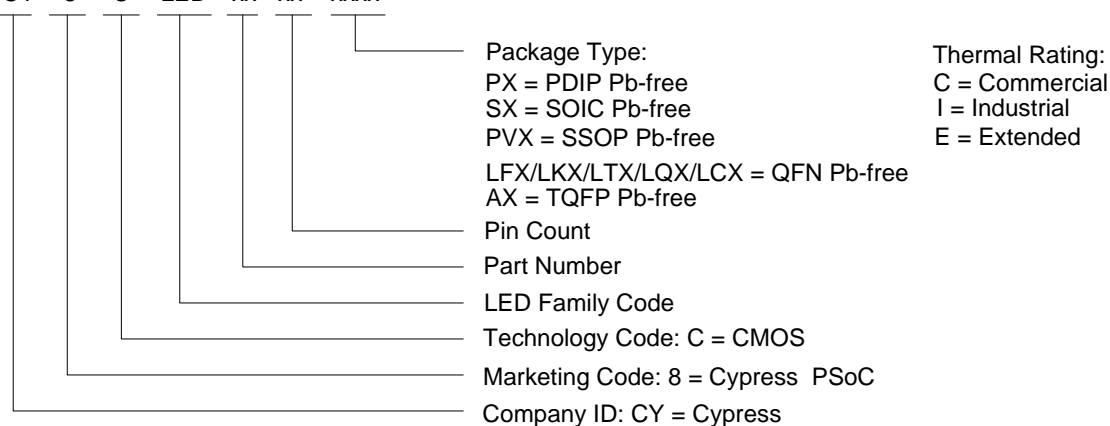 Package Type:
PX = PDIP Pb-free
SX = SOIC Pb-free
PVX = SSOP Pb-free
LFX/LKX/LTX/LQX/LCX = QFN Pb-free
AX = TQFP Pb-free
Thermal Rating:
C = Commercial
I = Industrial
E = Extended
Pin Count
Part Number
LED Family Code
Technology Code: C = CMOS
Marketing Code: 8 = Cypress PSoC
Company ID: CY = Cypress